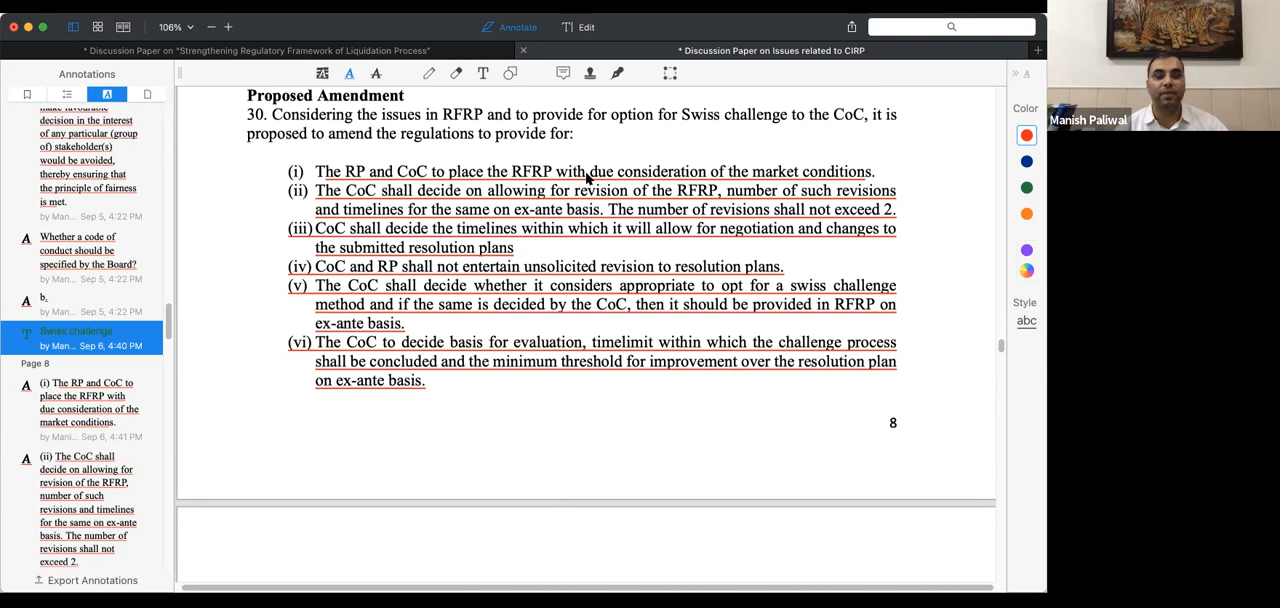 106%
Annotate
Edit
* Discussion Paper on "Strengthening Regulatory Framework of Liquidation Process"
* Discussion Paper on Issues related to CIRP
Annotations
make favourable
decision in the interest
of any particular (group
of) stakeholder(s)
would be avoided,
thereby ensuring that
the principle of fairness
is met.
by Man... Sep 5, 4:22 PM
Whether a code of
conduct should be
specified by the Board?
by Man... Sep 5, 4:22 PM
b.
by Man... Sep 5, 4:22 PM
Swiss challenge
by Man... Sep 6, 4:40 PM
Page 8
(i) The RP and CoC to
place the RFRP with
due consideration of the
market conditions.
by Mani... Sep 6, 4:41 PM
(ii) The CoC shall
decide on allowing for
revision of the RFRP,
number of such
revisions and timelines
for the same on ex-ante
basis. The number of
revisions shall not
exceed 2.
Export Annotations
Proposed Amendment
30. Considering the issues in RFRP and to provide for option for Swiss challenge to the CoC, it is
proposed to amend the regulations to provide for:
(i) The RP and CoC to place the RFRP with due consideration of the market conditions.
(ii) The CoC shall decide on allowing for revision of the RFRP, number of such revisions
and timelines for the same on ex-ante basis. The number of revisions shall not exceed 2.
(iii) CoC shall decide the timelines within which it will allow for negotiation and changes to
the submitted resolution plans
(iv) CoC and RP shall not entertain unsolicited revision to resolution plans.
(v) The CoC shall decide whether it considers appropriate to opt for a swiss challenge
method and if the same is decided by the CoC, then it should be provided in RFRP on
ex-ante basis.
(vi) The CoC to decide basis for evaluation, timelimit within which the challenge process
shall be concluded and the minimum threshold for improvement over the resolution plan
on ex-ante basis.
8
Color
Style
abc
Manish Paliwal